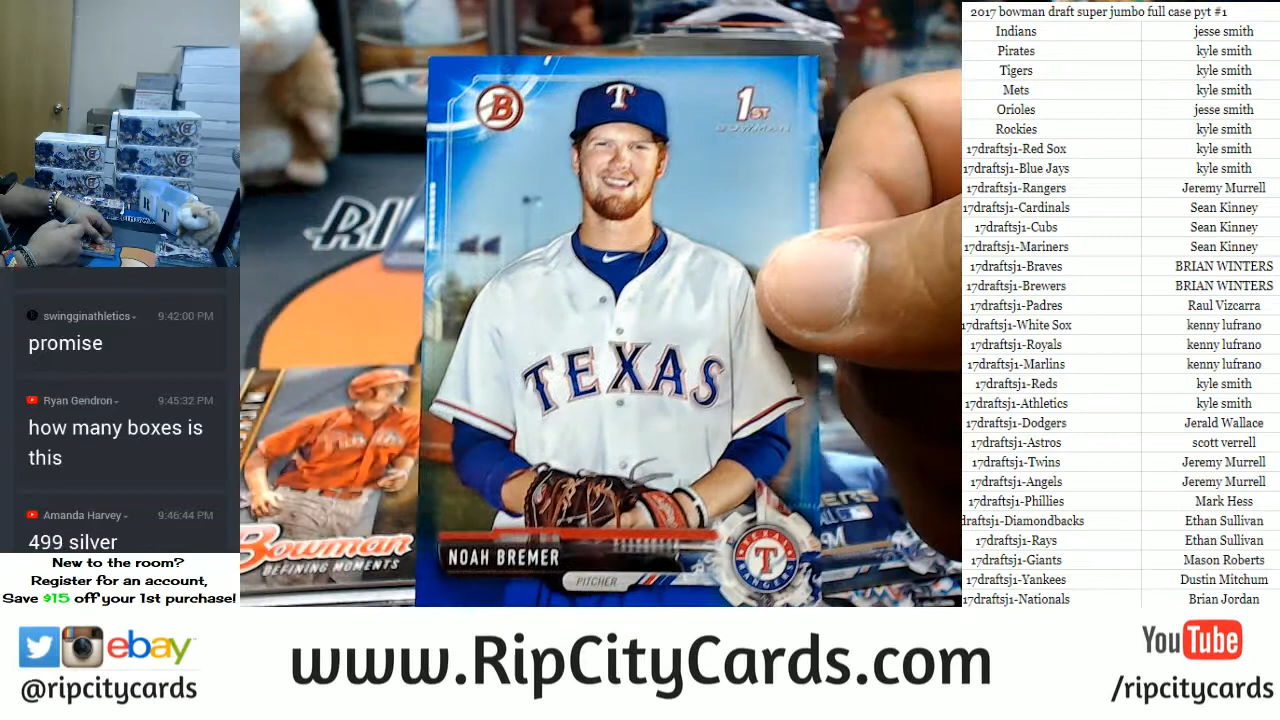 swingginathletics 9:42:00 PM
promise
Ryan Gendron 9:45:32 PM
how many boxes is
this
Amanda Harvey 9:46:44 PM
499 silver
New to the room?
Register for an account,
Save $15 off your 1st purchase!
R T
B
1ST
BOWMAN
T
RI
TEXAS
Bowman
DEFINING MOMENTS
NOAH BREMER
PITCHER
TEXAS
T
RANGERS
2017 bowman draft super jumbo full case pyt #1
Indians jesse smith
Pirates kyle smith
Tigers kyle smith
Mets kyle smith
Orioles jesse smith
Rockies kyle smith
17draftsj1-Red Sox kyle smith
17draftsj1-Blue Jays kyle smith
17draftsj1-Rangers Jeremy Murrell
17draftsj1-Cardinals Sean Kinney
17draftsj1-Cubs Sean Kinney
17draftsj1-Mariners Sean Kinney
17draftsj1-Braves BRIAN WINTERS
17draftsj1-Brewers BRIAN WINTERS
17draftsj1-Padres Raul Vizcarra
17draftsj1-White Sox kenny lufrano
17draftsj1-Royals kenny lufrano
17draftsj1-Marlins kenny lufrano
17draftsj1-Reds kyle smith
17draftsj1-Athletics kyle smith
17draftsj1-Dodgers Jerald Wallace
17draftsj1-Astros scott verrell
17draftsj1-Twins Jeremy Murrell
17draftsj1-Angels Jeremy Murrell
17draftsj1-Phillies Mark Hess
draftsj1-Diamondbacks Ethan Sullivan
17draftsj1-Rays Ethan Sullivan
17draftsj1-Giants Mason Roberts
17draftsj1-Yankees Dustin Mitchum
17draftsj1-Nationals Brian Jordan
ebay
@ripcitycards
www.RipCityCards.com
YouTube
/ripcitycards